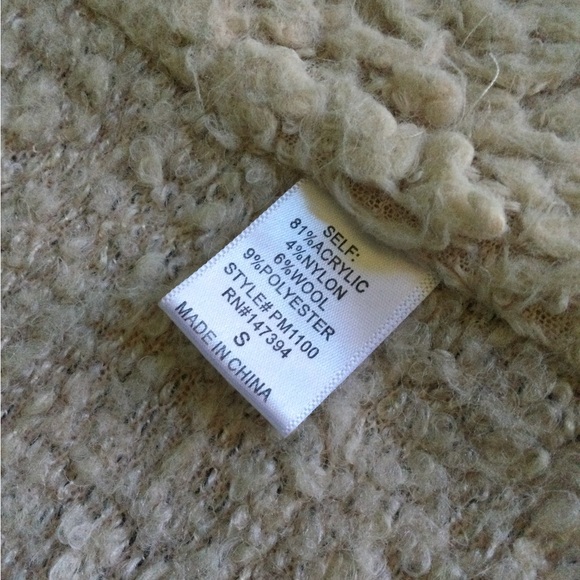 SELF:
81%ACRYLIC
4%NYLON
6%WOOL
9%POLYESTER
STYLE#PM1100
RN#147394
S
MADE IN CHINA